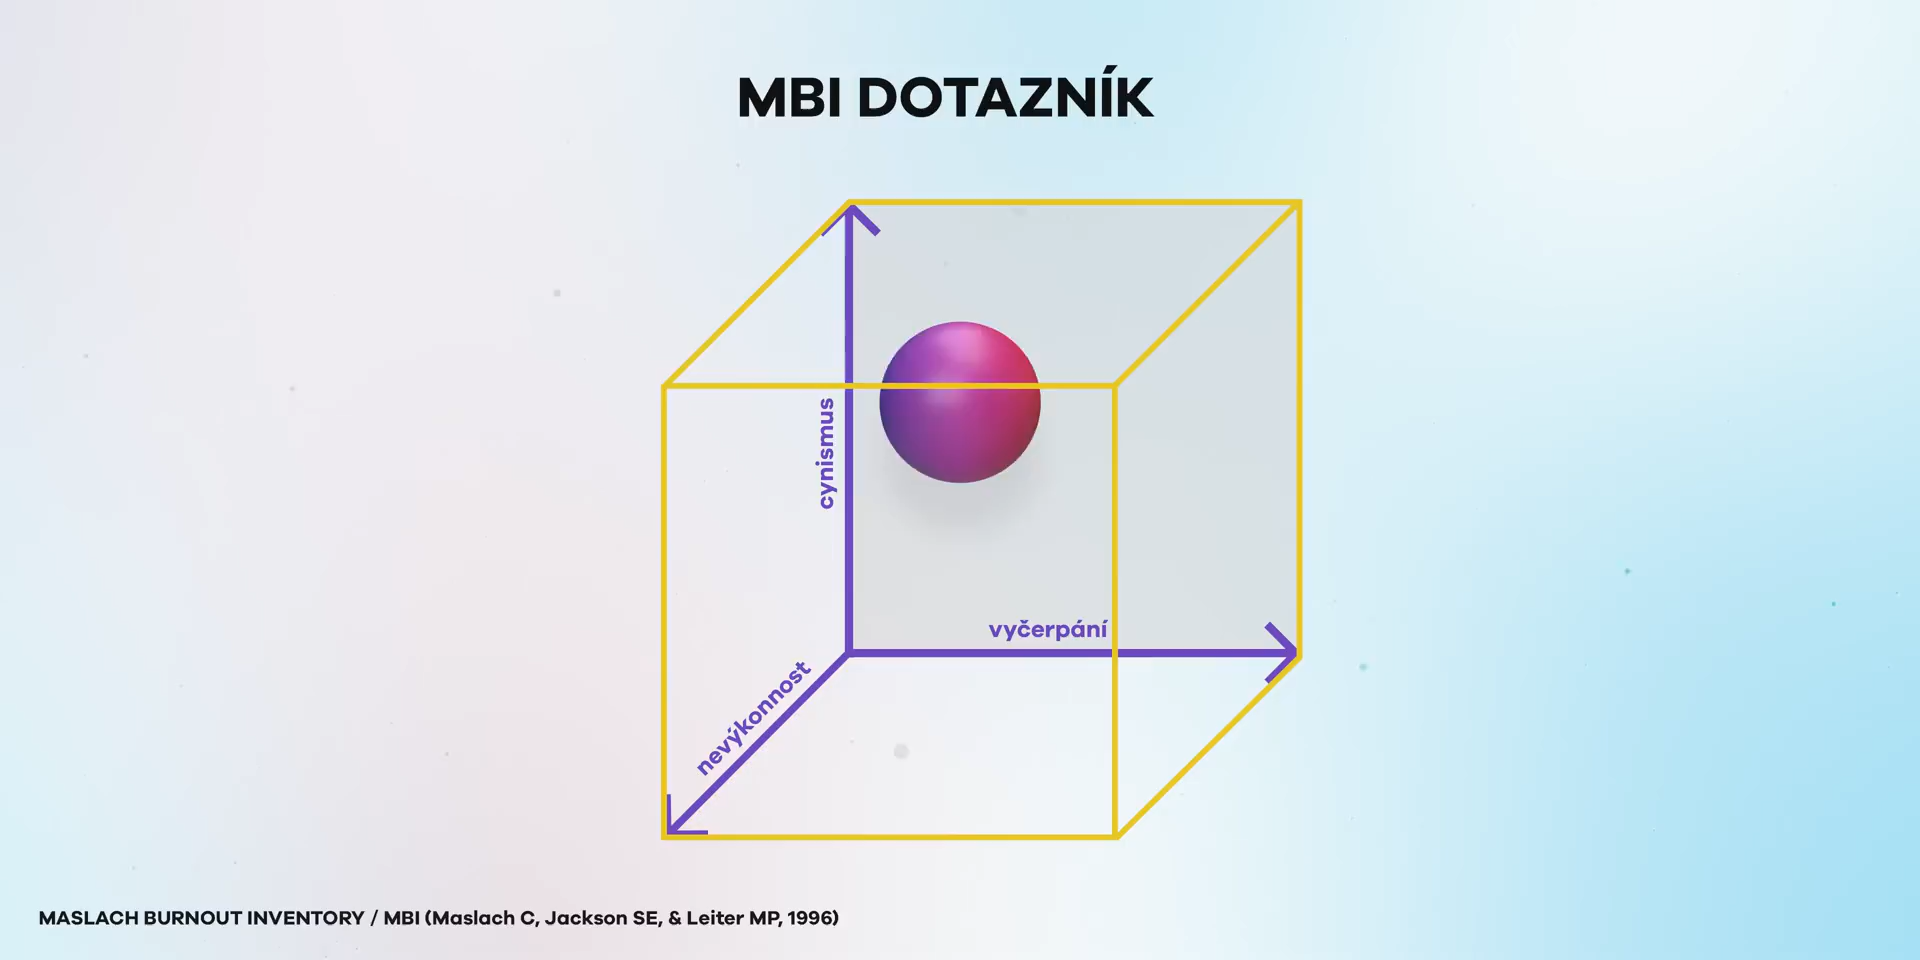 MBI DOTAZNÍK
cynismus
vyčerpání
nevýkonnost
MASLACH BURNOUT INVENTORY / MBI (Maslach C, Jackson SE, & Leiter MP, 1996)